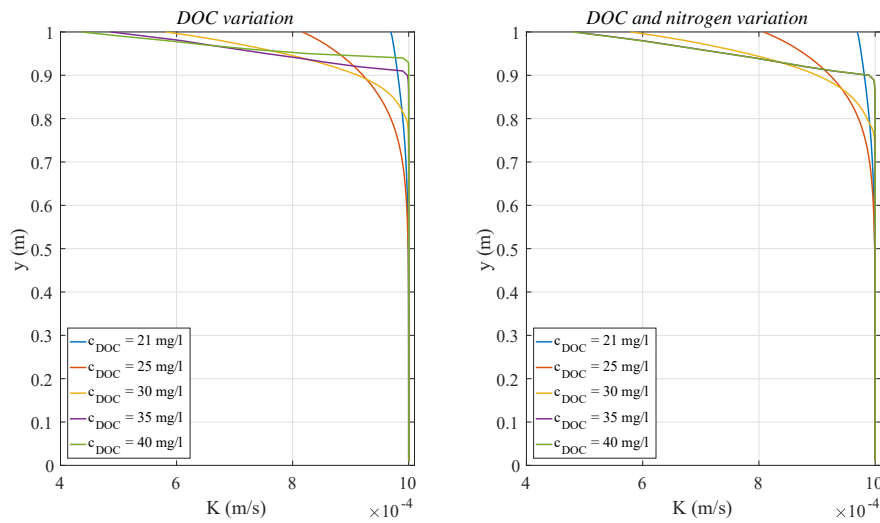 DOC variation
1
0.9
0.8
0.7
0.6
0.5
0.4
0.3
0.2
0.1
0
y (m)
c_DOC = 21 mg/l
c_DOC = 25 mg/l
c_DOC = 30 mg/l
c_DOC = 35 mg/l
c_DOC = 40 mg/l
4 6 8 10
K (m/s)
×10^-4
DOC and nitrogen variation
1
0.9
0.8
0.7
0.6
0.5
0.4
0.3
0.2
0.1
0
y (m)
c_DOC = 21 mg/l
c_DOC = 25 mg/l
c_DOC = 30 mg/l
c_DOC = 35 mg/l
c_DOC = 40 mg/l
4 6 8 10
K (m/s)
×10^-4